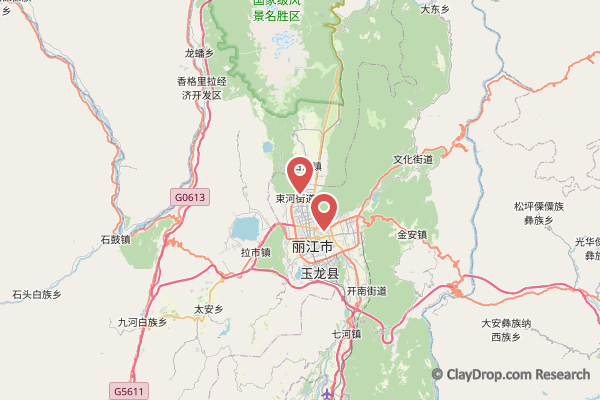 国家级风
景名胜区
大东乡
乡
龙蟠乡
香格里拉经
济开发区
文化街道
镇
G0613
束河街道
松坪傈僳族
彝族乡
石鼓镇
金安镇
丽江市
光华傈
彝族
拉市镇
玉龙县
石头白族乡
开南街道
太安乡
九河白族乡
大安彝族纳
西族乡
七河镇
© ClayDrop.com Research
G5611